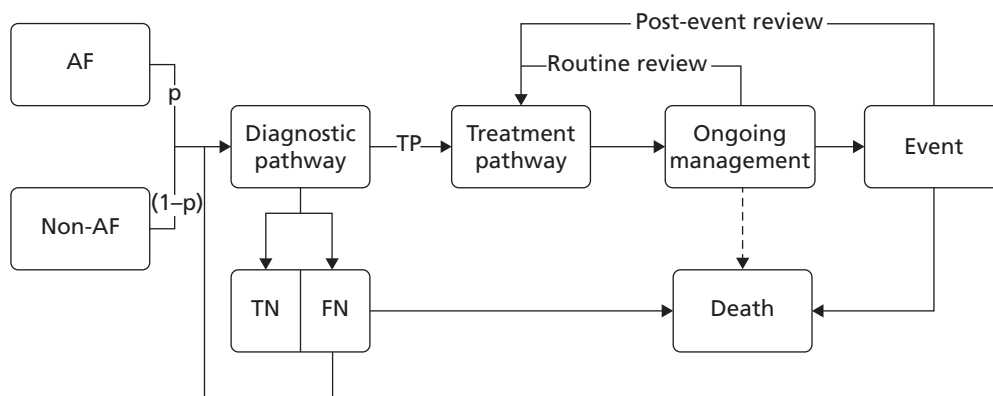 Post-event review
AF
Routine review
p
Diagnostic
pathway
TP
Treatment
pathway
Ongoing
management
Event
(1–p)
Non-AF
TN
FN
Death